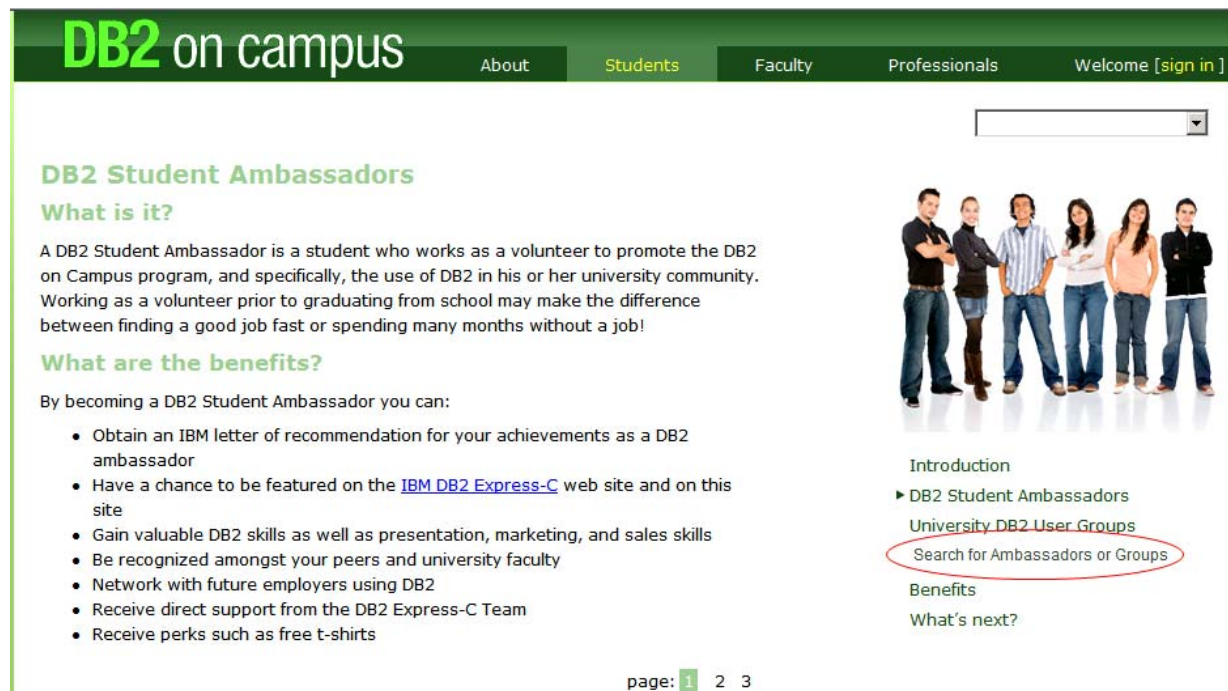 DB2 on campus
About Students Faculty Professionals Welcome [sign in ]
DB2 Student Ambassadors
What is it?
A DB2 Student Ambassador is a student who works as a volunteer to promote the DB2
on Campus program, and specifically, the use of DB2 in his or her university community.
Working as a volunteer prior to graduating from school may make the difference
between finding a good job fast or spending many months without a job!
What are the benefits?
By becoming a DB2 Student Ambassador you can:
• Obtain an IBM letter of recommendation for your achievements as a DB2
ambassador
• Have a chance to be featured on the IBM DB2 Express-C web site and on this
site
• Gain valuable DB2 skills as well as presentation, marketing, and sales skills
• Be recognized amongst your peers and university faculty
• Network with future employers using DB2
• Receive direct support from the DB2 Express-C Team
• Receive perks such as free t-shirts
page: 1 2 3
Introduction
DB2 Student Ambassadors
University DB2 User Groups
Search for Ambassadors or Groups
Benefits
What's next?